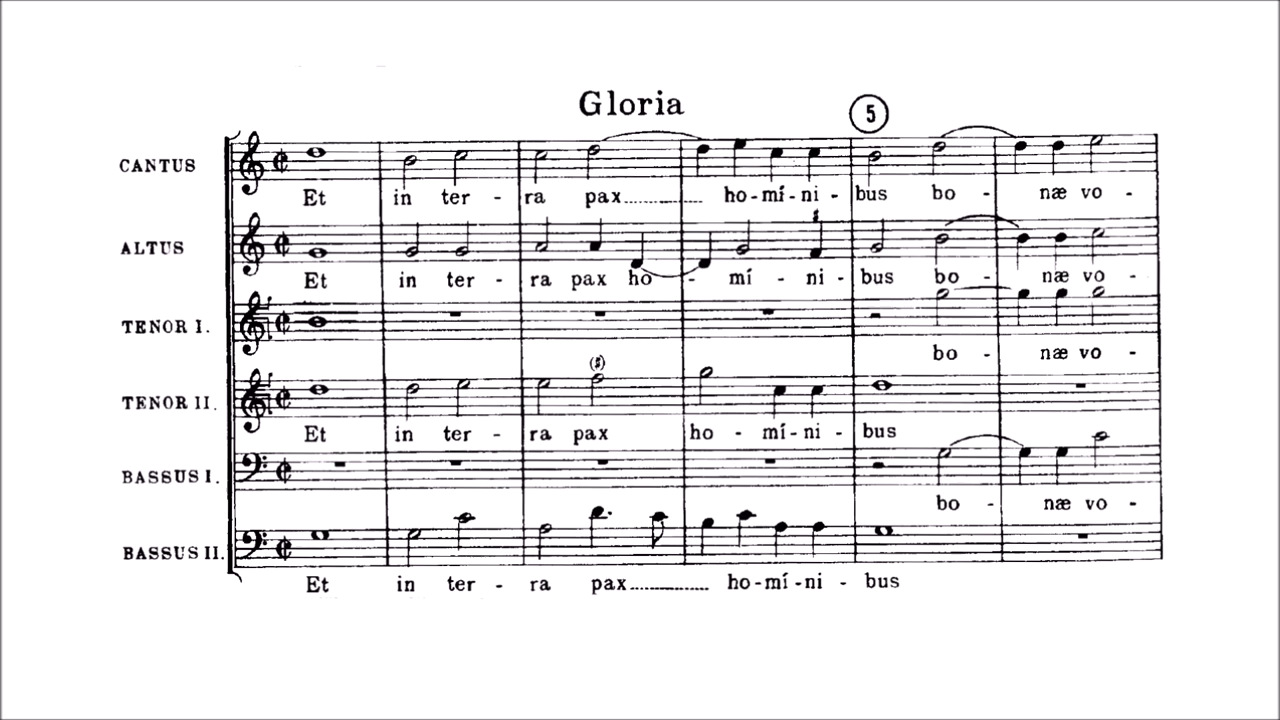 Gloria
5
CANTUS
Et in ter - ra pax............... ho-mí-ni-bus bo - næ vo -
ALTUS
Et in ter - ra pax ho - mí - ni-bus bo - næ vo -
TENOR I.
bo - næ vo -
TENOR II.
Et in ter - ra pax ho - mí-ni-bus
BASSUS I.
bo - næ vo -
BASSUS II.
Et in ter - ra pax............... ho-mí-ni - bus